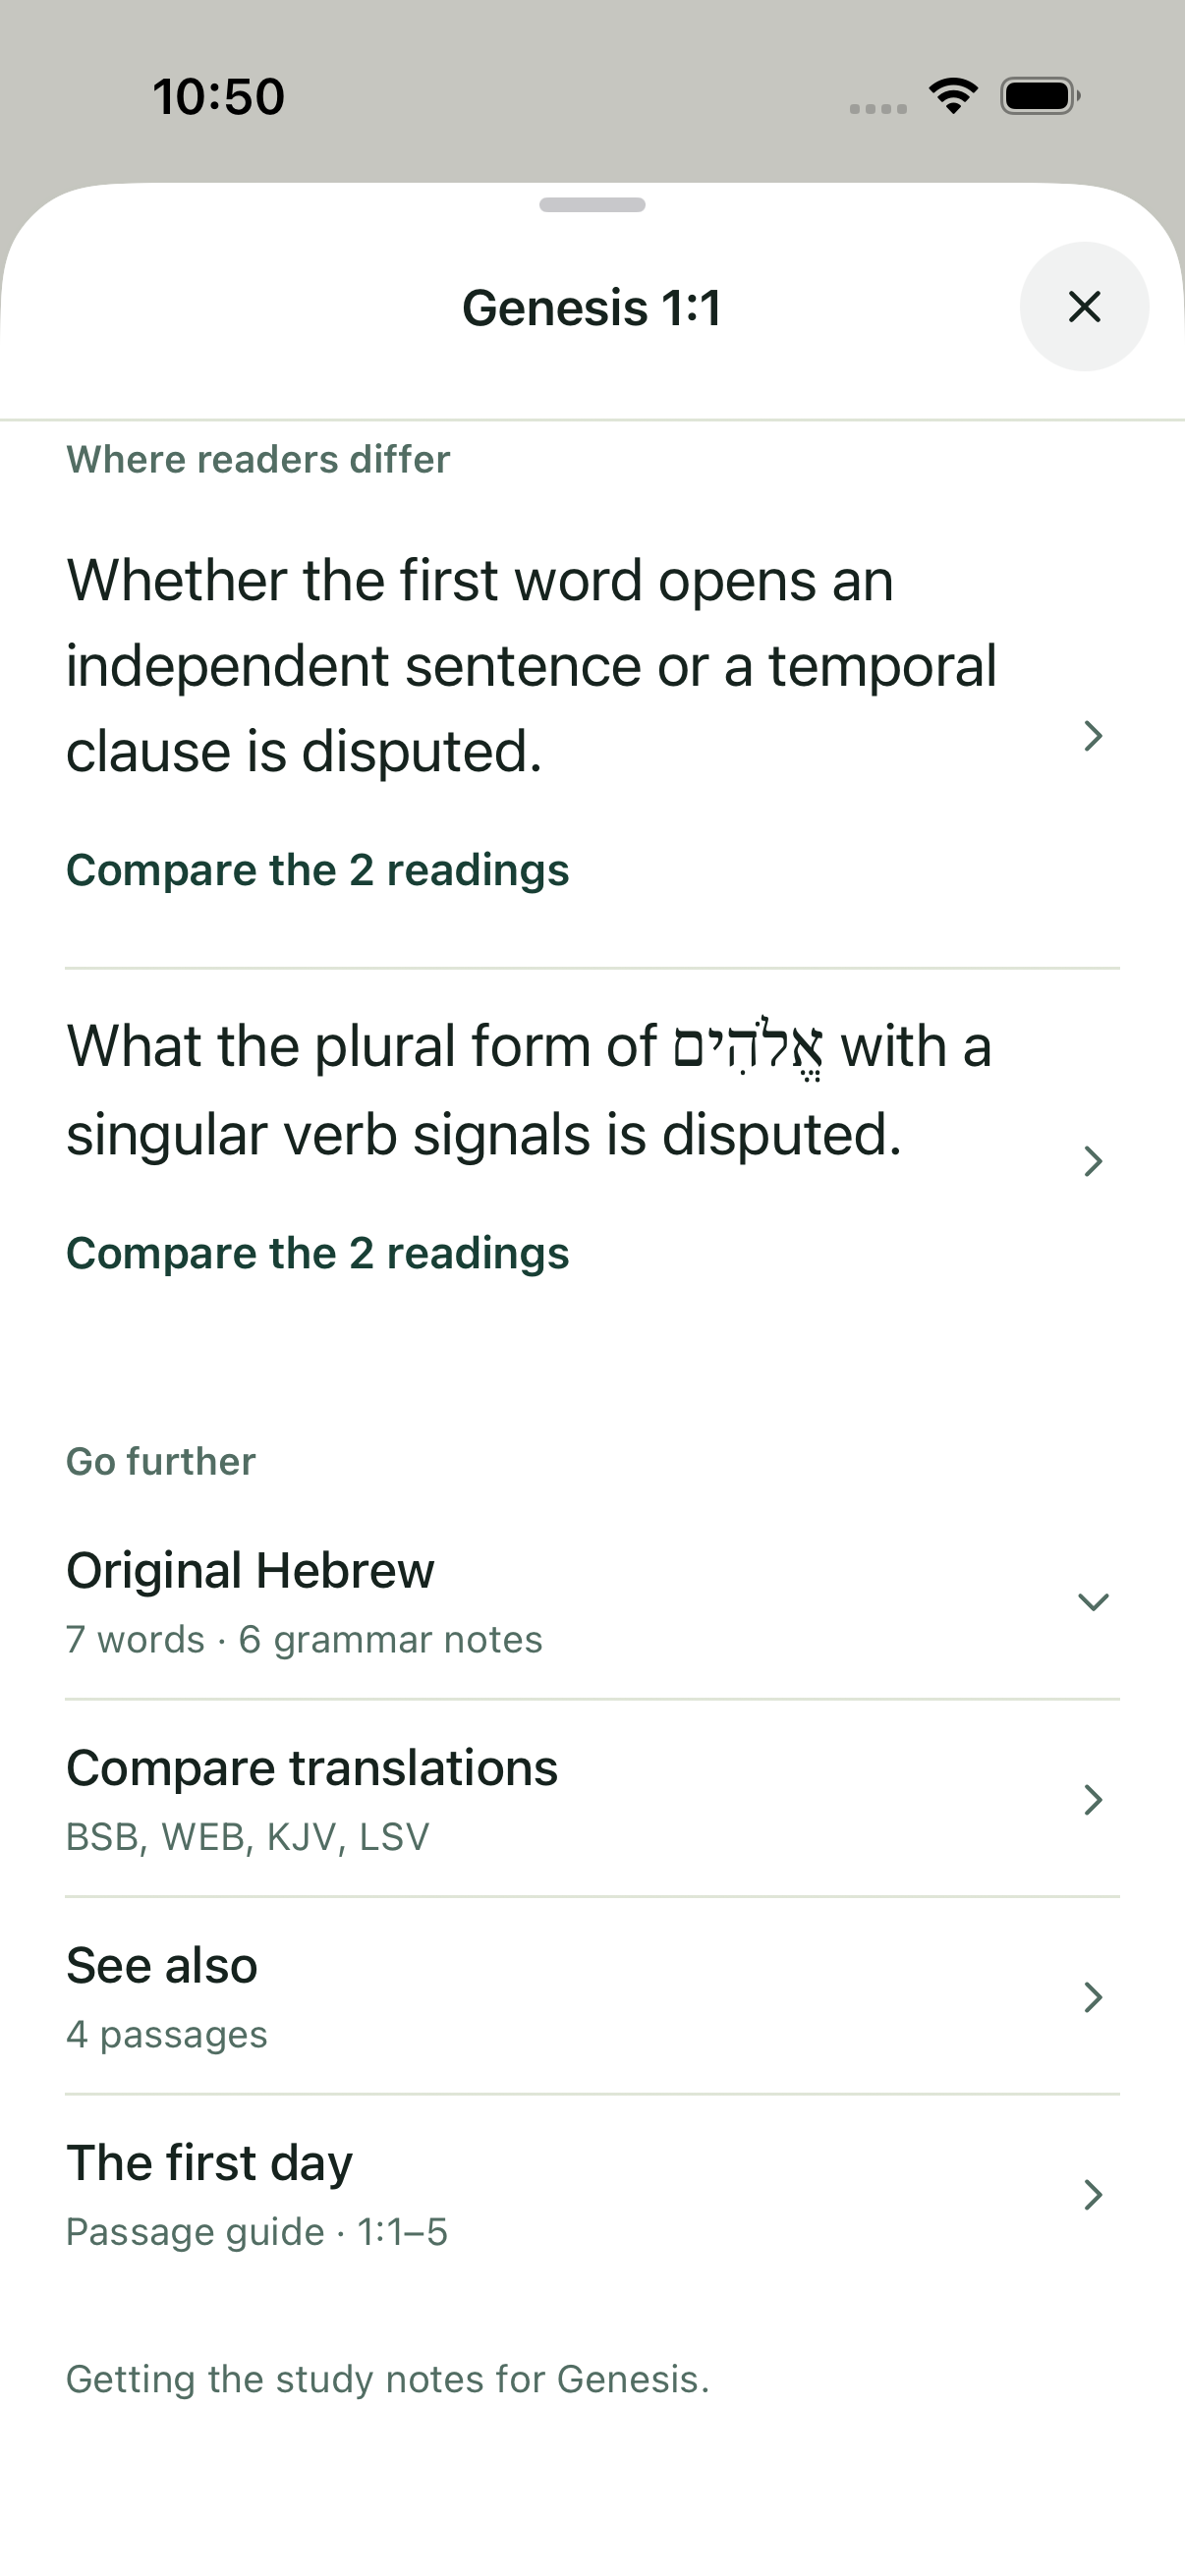 10:50
Genesis 1:1
Where readers differ
Whether the first word opens an
independent sentence or a temporal
clause is disputed.
Compare the 2 readings
What the plural form of אֱלֹהִים with a
singular verb signals is disputed.
Compare the 2 readings
Go further
Original Hebrew
7 words · 6 grammar notes
Compare translations
BSB, WEB, KJV, LSV
See also
4 passages
The first day
Passage guide · 1:1–5
Getting the study notes for Genesis.